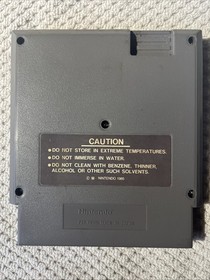 CAUTION
•DO NOT STORE IN EXTREME TEMPERATURES.
•DO NOT IMMERSE IN WATER.
•DO NOT CLEAN WITH BENZENE, THINNER,
ALCOHOL OR OTHER SUCH SOLVENTS.
NINTENDO
Nintendo